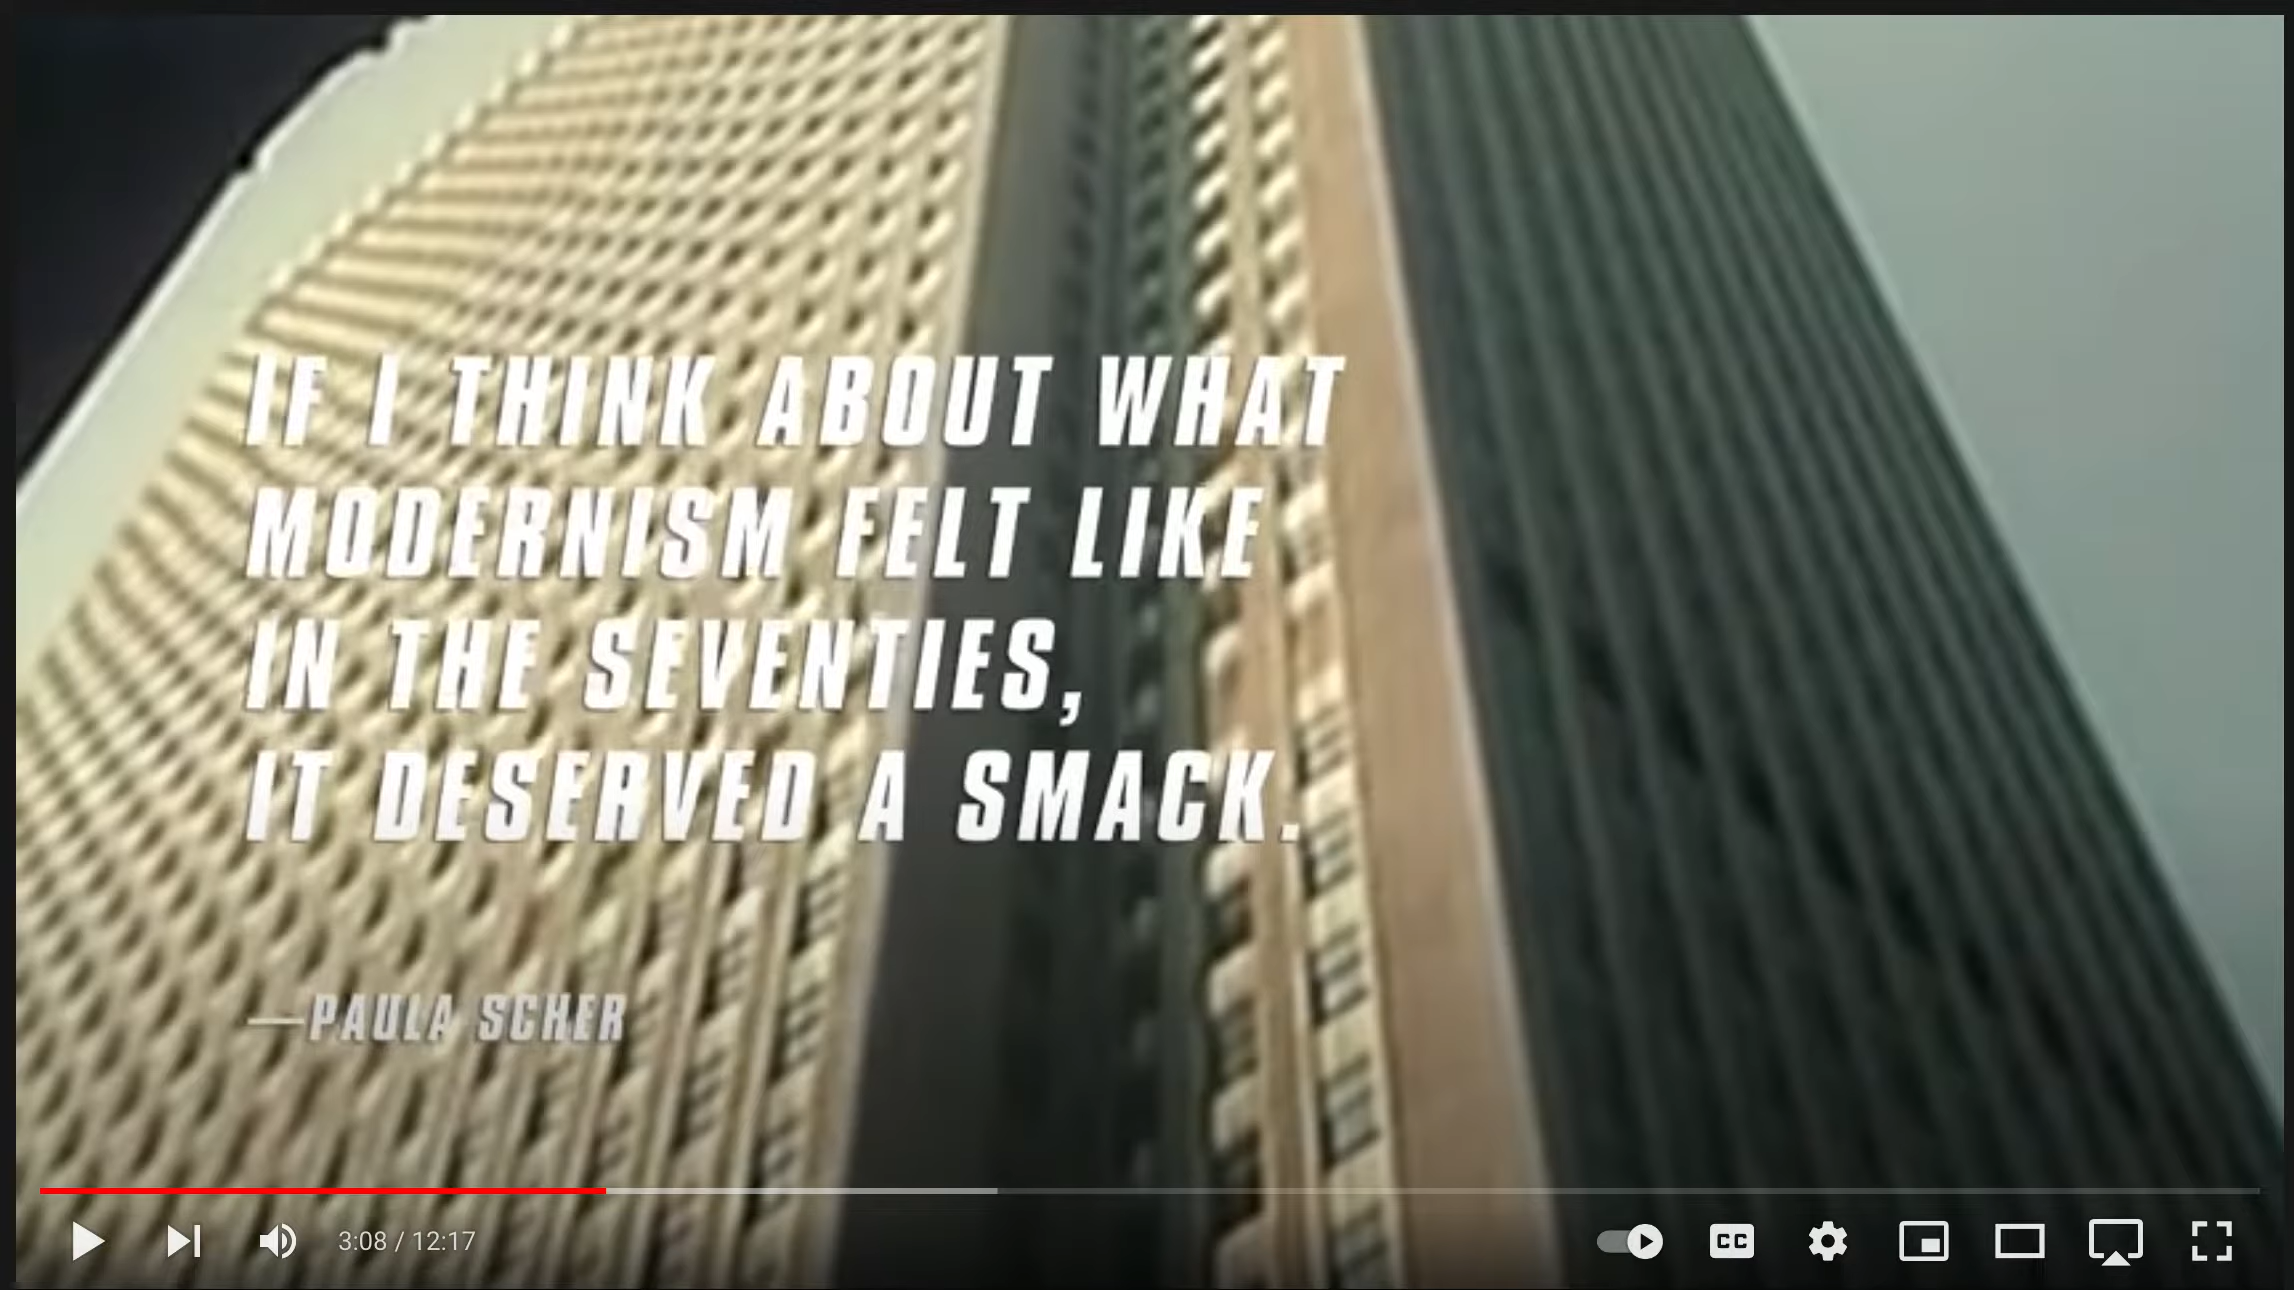 IF I THINK ABOUT WHAT
MODERNISM FELT LIKE
IN THE SEVENTIES,
IT DESERVED A SMACK.
—PAULA SCHER
3:08 / 12:17
CC